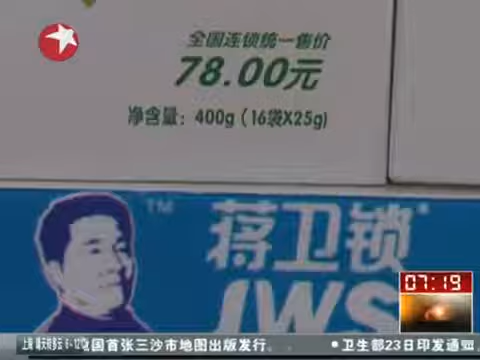 全国连锁统一售价
78.00元
净含量：400g（16袋X25g)
TM
蒋卫锁
JWS
07:19
国首张三沙市地图出版发行。
•卫生部23日印发通知